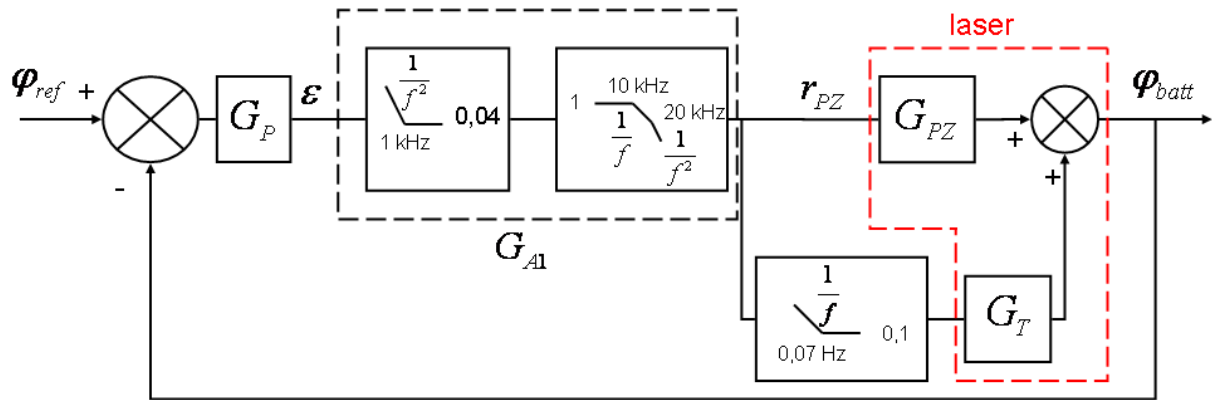 laser
φref +
GP
ε
1
f²
0,04
1 kHz
10 kHz
1
20 kHz
1
f
1
f²
rPZ
GPZ
+
φbatt
+
-
GA1
1
f
0,1
0,07 Hz
GT